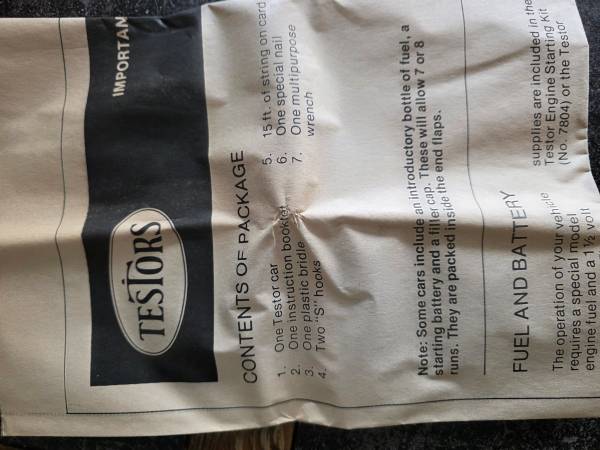 TESTORS
IMPORTAN
CONTENTS OF PACKAGE
1. One Testor car
2. One instruction booklet
3. One plastic bridle
4. Two "S" hooks
5. 15 ft. of string on card
6. One special nail
7. One multipurpose
wrench
Note: Some cars include an introductory bottle of fuel, a
starting battery and a filler cap. These will allow 7 or 8
runs. They are packed inside the end flaps.
FUEL AND BATTERY
The operation of your vehicle
requires a special model
engine fuel and a 1½ volt
supplies are included in the
Testor Engine Starting Kit
(No. 7804) or the Testor